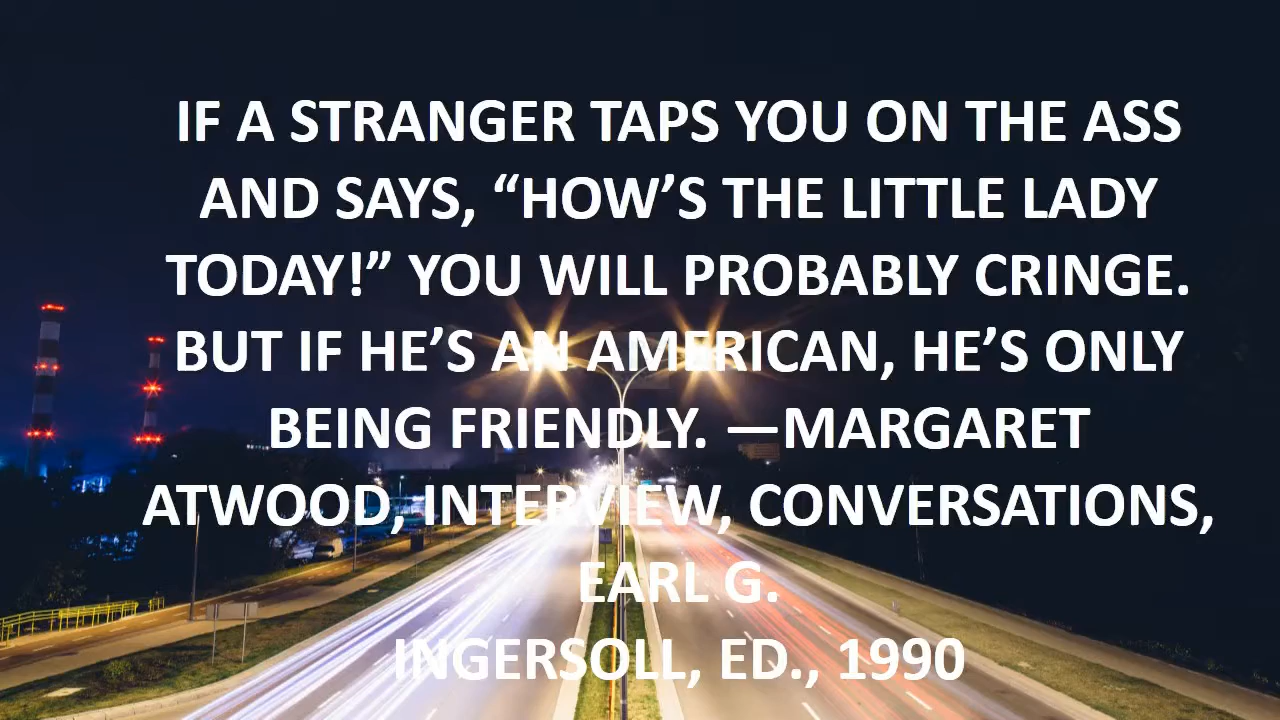 IF A STRANGER TAPS YOU ON THE ASS
AND SAYS, “HOW’S THE LITTLE LADY
TODAY!” YOU WILL PROBABLY CRINGE.
BUT IF HE’S AN AMERICAN, HE’S ONLY
BEING FRIENDLY. —MARGARET
ATWOOD, INTERVIEW, CONVERSATIONS,
EARL G.
INGERSOLL, ED., 1990